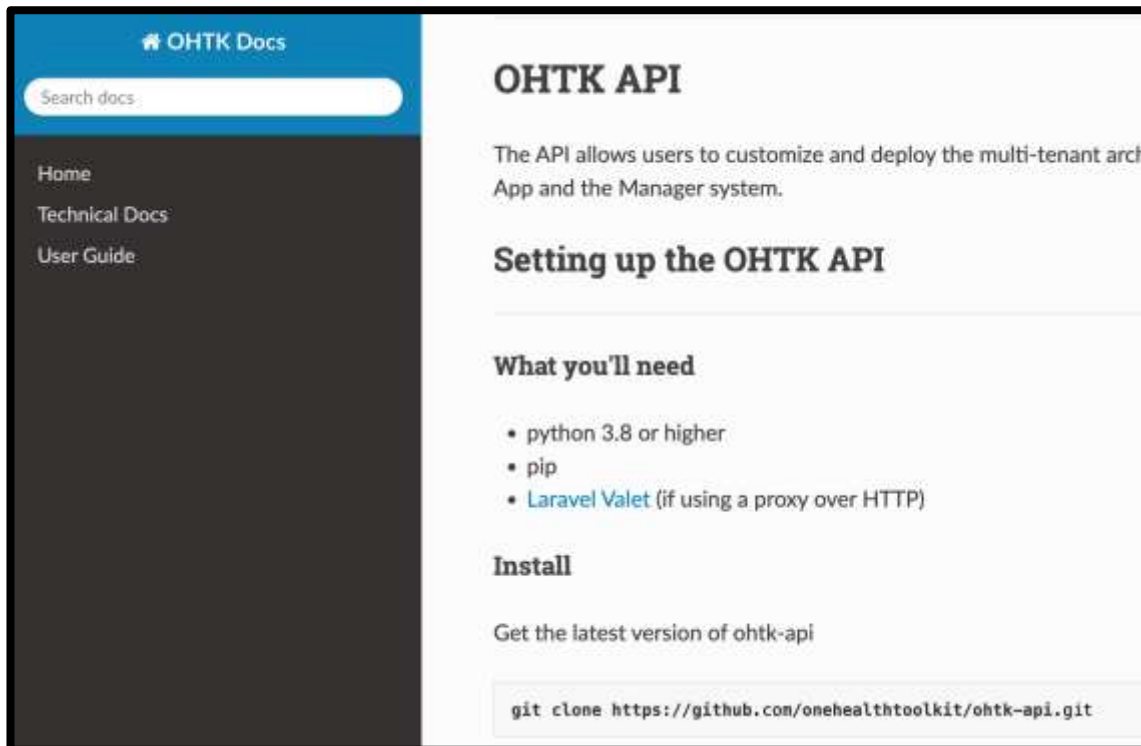 OHTK Docs
Search docs
Home
Technical Docs
User Guide
OHTK API
The API allows users to customize and deploy the multi-tenant
App and the Manager system.
Setting up the OHTK API
What you'll need
• python 3.8 or higher
• pip
• Laravel Valet (if using a proxy over HTTP)
Install
Get the latest version of ohtk-api
git clone https://github.com/onehealthtoolkit/ohtk-api.git